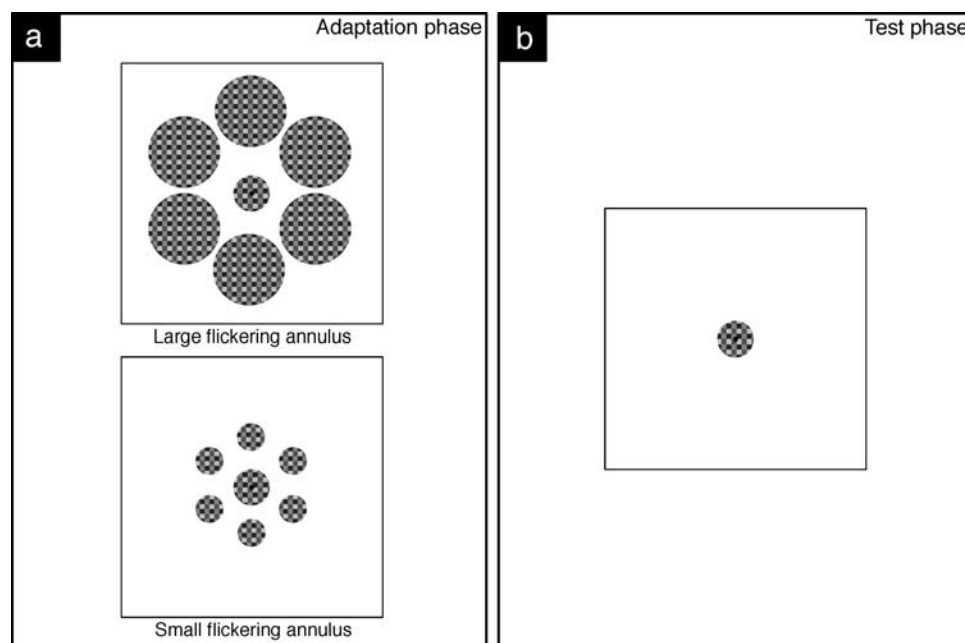 a
Adaptation phase
Large flickering annulus
Small flickering annulus
b
Test phase